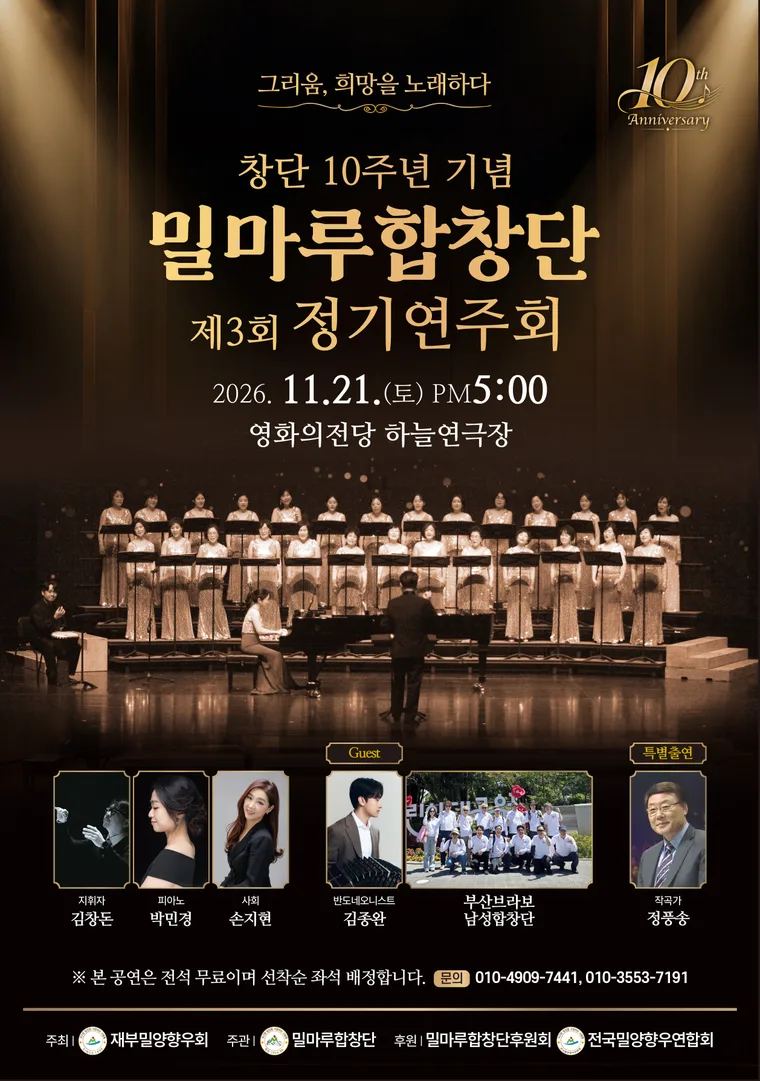 그리움, 희망을 노래하다
10th
Anniversary
창단 10주년 기념
밀마루합창단
제3회 정기연주회
2026. 11.21.(토) PM5:00
영화의전당 하늘연극장
Guest
특별출연
지휘자
김창돈
피아노
박민경
사회
손지현
반도네오니스트
김종완
부산브라보
남성합창단
작곡가
정풍송
※ 본 공연은 전석 무료이며 선착순 좌석 배정합니다. 문의 010-4909-7441, 010-3553-7191
주최 | 재부밀양향우회 주관 | 밀마루합창단 후원 | 밀마루합창단후원회 전국밀양향우연합회